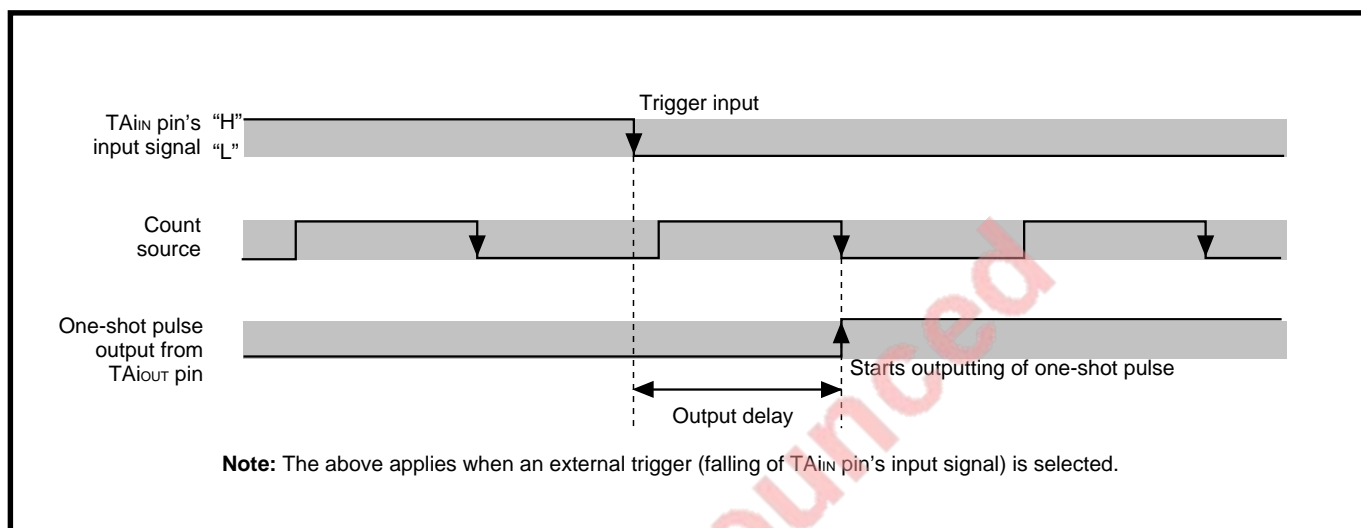 Trigger input
TAiIN pin's "H"
input signal "L"
Count
source
One-shot pulse
output from
TAiOUT pin
Starts outputting of one-shot pulse
Output delay
Note: The above applies when an external trigger (falling of TAiIN pin's input signal) is selected.
ounced